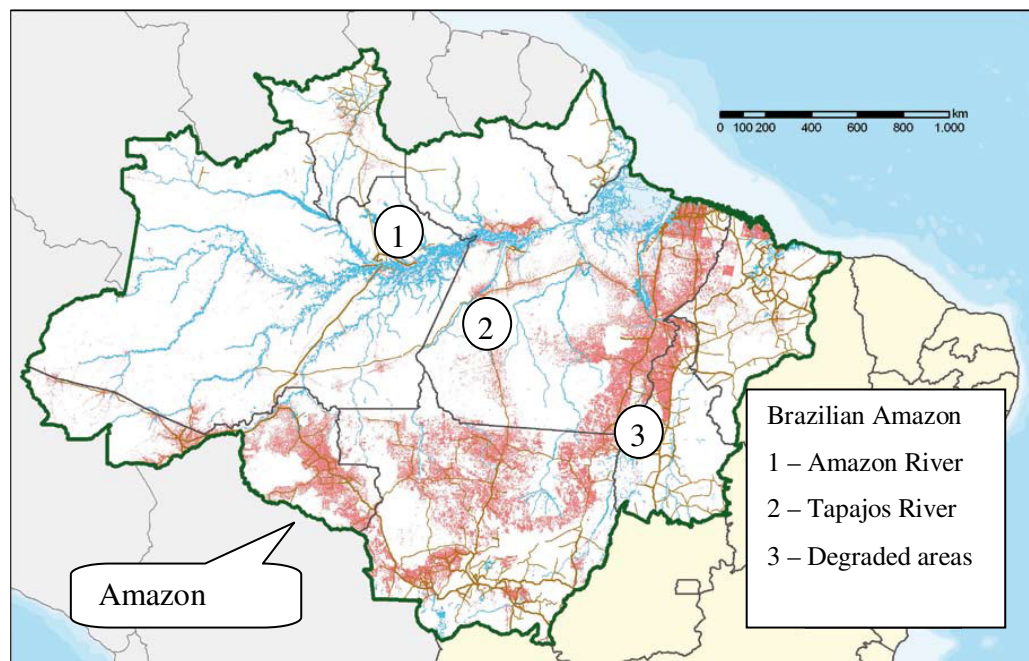 km
0 100 200 400 600 800 1.000
1
2
3
Brazilian Amazon
1 – Amazon River
2 – Tapajos River
3 – Degraded areas
Amazon